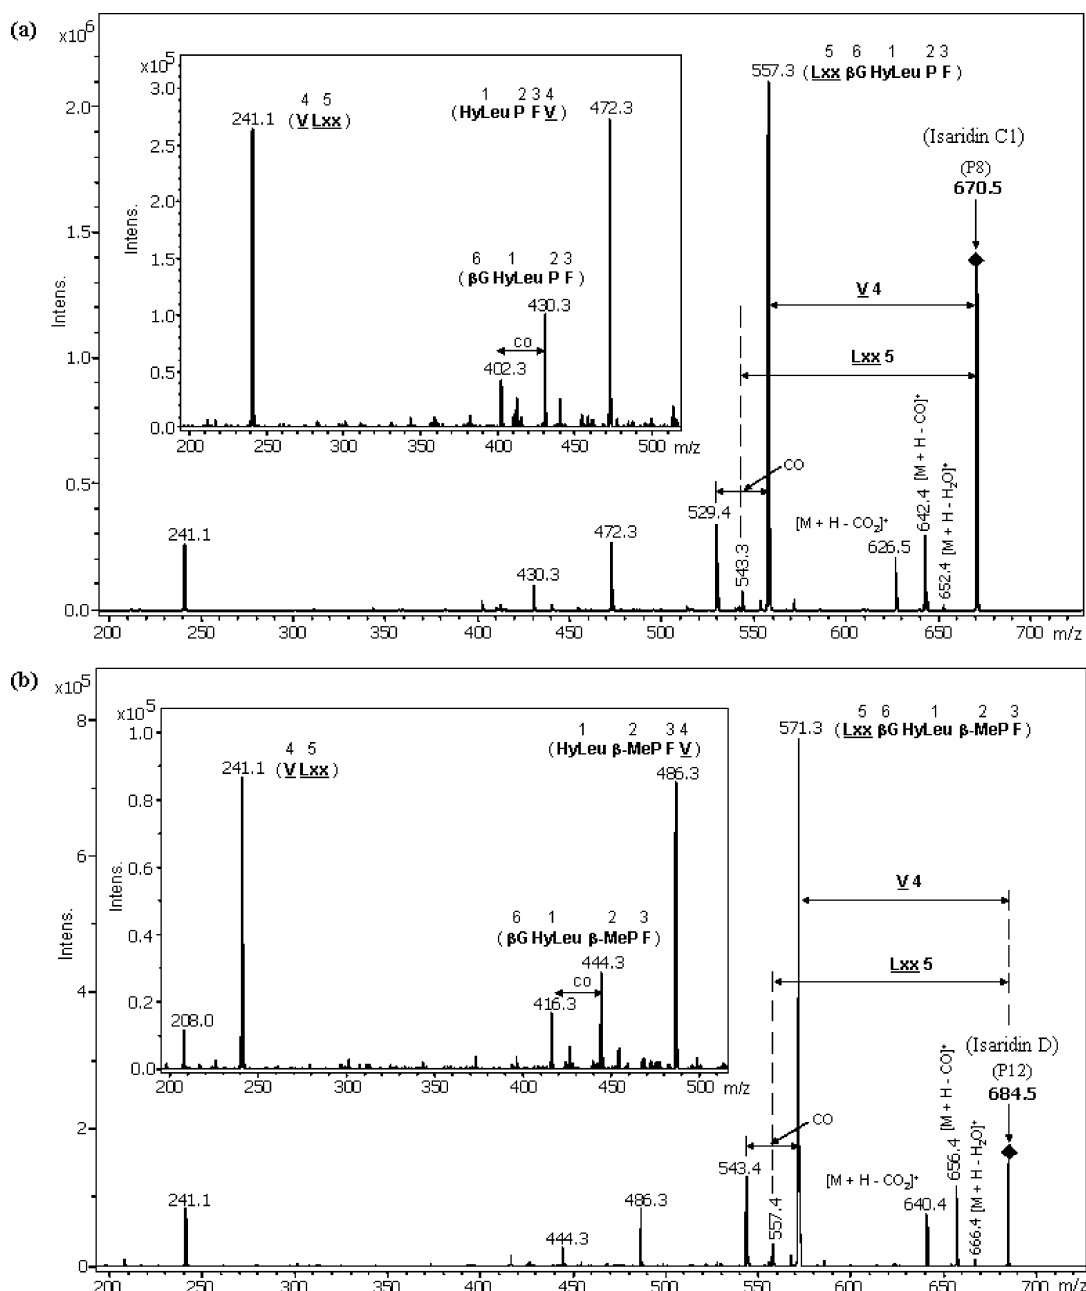 (a)
x10⁶
Intens.
2.0
1.5
1.0
0.5
0.0
200 250 300 350 400 450 500 550 600 650 700 m/z
x10⁵
Intens.
3.0
2.5
2.0
1.5
1.0
0.5
0.0
200 250 300 350 400 450 500 m/z
4 5
241.1 (V Lxx)
1 2 3 4
(HyLeu P F V)
472.3
6 1 2 3
(βG HyLeu P F)
430.3
CO
402.3
5 6 1 2 3
557.3 (Lxx βG HyLeu P F)
(Isaridin C1)
(P8)
670.5
V 4
Lxx 5
CO
529.4
543.3
[M + H - CO₂]⁺
626.5
642.4 [M + H - CO]⁺
652.4 [M + H - H₂O]⁺
241.1
430.3
472.3
(b)
x10⁵
Intens.
8
6
4
2
0
200 250 300 350 400 450 500 550 600 650 700 m/z
x10⁵
Intens.
1.0
0.8
0.6
0.4
0.2
0.0
200 250 300 350 400 450 500 m/z
4 5
241.1 (V Lxx)
208.0
1 2 3 4
(HyLeu β-MeP F V)
486.3
6 1 2 3
(βG HyLeu β-MeP F)
444.3
CO
416.3
5 6 1 2 3
571.3 (Lxx βG HyLeu β-MeP F)
V 4
Lxx 5
(Isaridin D)
(P12)
684.5
CO
543.4
557.4
[M + H - CO₂]⁺
640.4
656.4 [M + H - CO]⁺
666.4 [M + H - H₂O]⁺
241.1
444.3
486.3